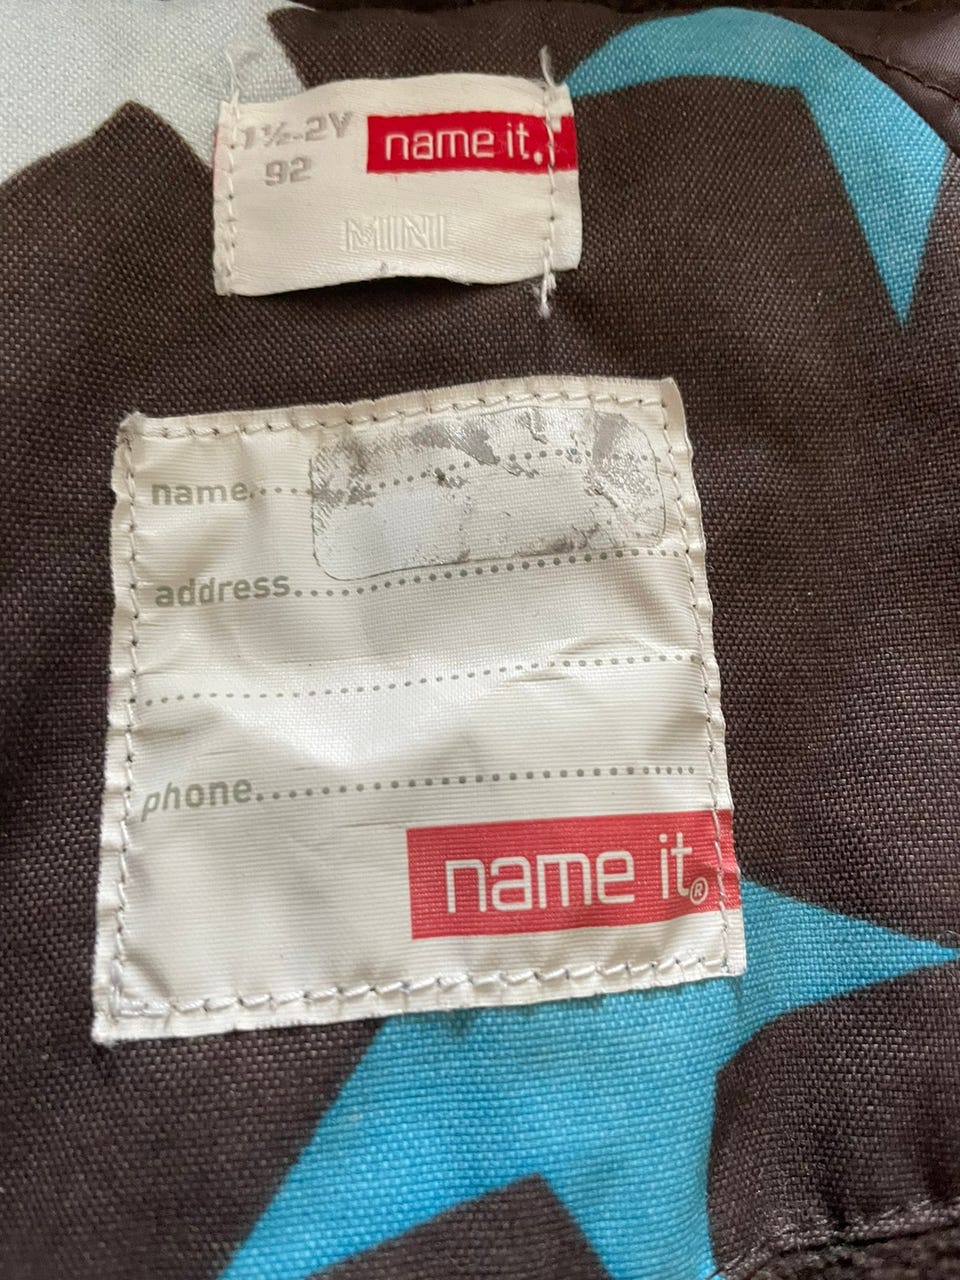 1½-2Y name it.
92
MINI
name..........
address..........
..........
phone..........
name it®